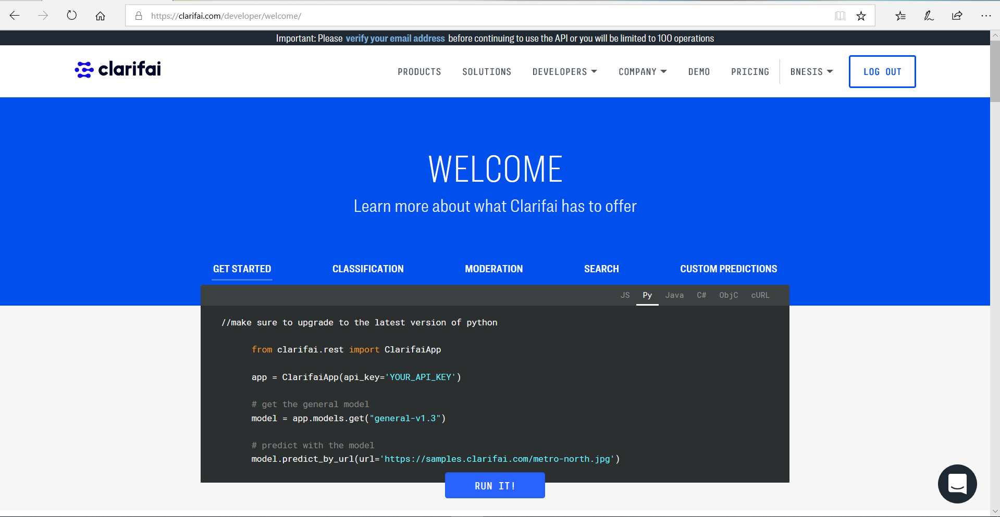 https://clarifai.com/developer/welcome/
Important: Please verify your email address before continuing to use the API or you will be limited to 100 operations
clarifai
PRODUCTS SOLUTIONS DEVELOPERS COMPANY DEMO PRICING BNESIS LOG OUT
WELCOME
Learn more about what Clarifai has to offer
GET STARTED CLASSIFICATION MODERATION SEARCH CUSTOM PREDICTIONS
JS Py Java C# ObjC cURL
//make sure to upgrade to the latest version of python
from clarifai.rest import ClarifaiApp
app = ClarifaiApp(api_key='YOUR_API_KEY')
# get the general model
model = app.models.get("general-v1.3")
# predict with the model
model.predict_by_url(url='https://samples.clarifai.com/metro-north.jpg')
RUN IT!